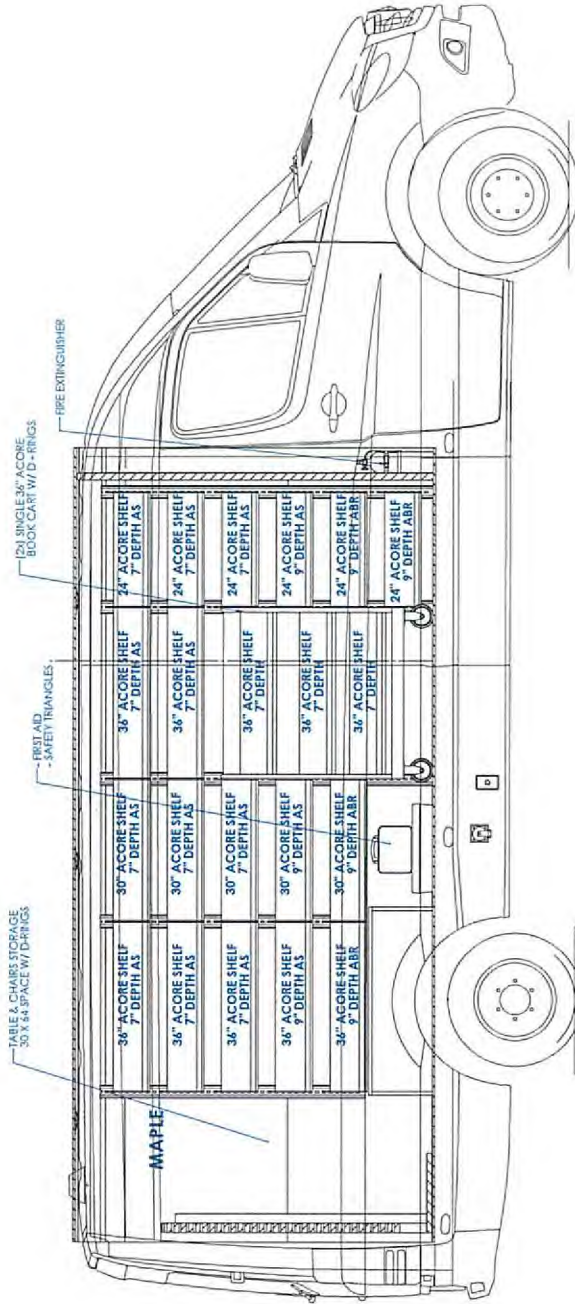 TABLE & CHAIRS STORAGE
30 X 64 SPACE W/ D-RINGS
- FIRST AID
- SAFETY TRIANGLES
(2x) SINGLE 36" ACORE
BOOK CART W/ D-RINGS
FIRE EXTINGUISHER
MAPLE
36" ACORE SHELF
7" DEPTH AS
36" ACORE SHELF
7" DEPTH AS
36" ACORE SHELF
7" DEPTH AS
36" ACORE SHELF
9" DEPTH AS
36" ACORE SHELF
9" DEPTH ABR
30" ACORE SHELF
7" DEPTH AS
30" ACORE SHELF
7" DEPTH AS
30" ACORE SHELF
7" DEPTH AS
30" ACORE SHELF
9" DEPTH AS
30" ACORE SHELF
9" DEPTH ABR
36" ACORE SHELF
7" DEPTH AS
36" ACORE SHELF
7" DEPTH AS
36" ACORE SHELF
7" DEPTH
36" ACORE SHELF
7" DEPTH
36" ACORE SHELF
7" DEPTH
24" ACORE SHELF
7" DEPTH AS
24" ACORE SHELF
7" DEPTH AS
24" ACORE SHELF
7" DEPTH AS
24" ACORE SHELF
9" DEPTH AS
24" ACORE SHELF
9" DEPTH ABR
24" ACORE SHELF
9" DEPTH ABR